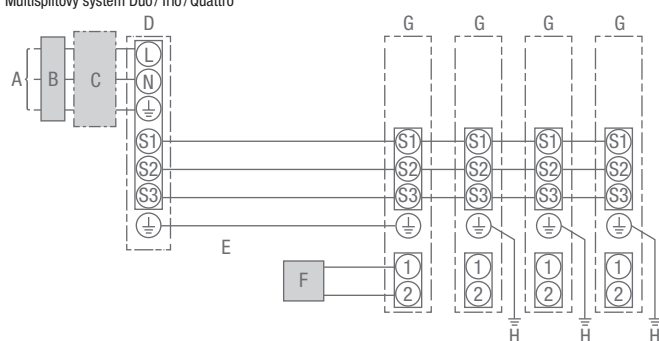 Multisplitový systém Duo / Trio / Quattro
D G G G G
A B C L
N
S1 S1 S1 S1 S1
S2 S2 S2 S2 S2
S3 S3 S3 S3 S3
E
F 1 1 1 1
2 2 2 2
H H H